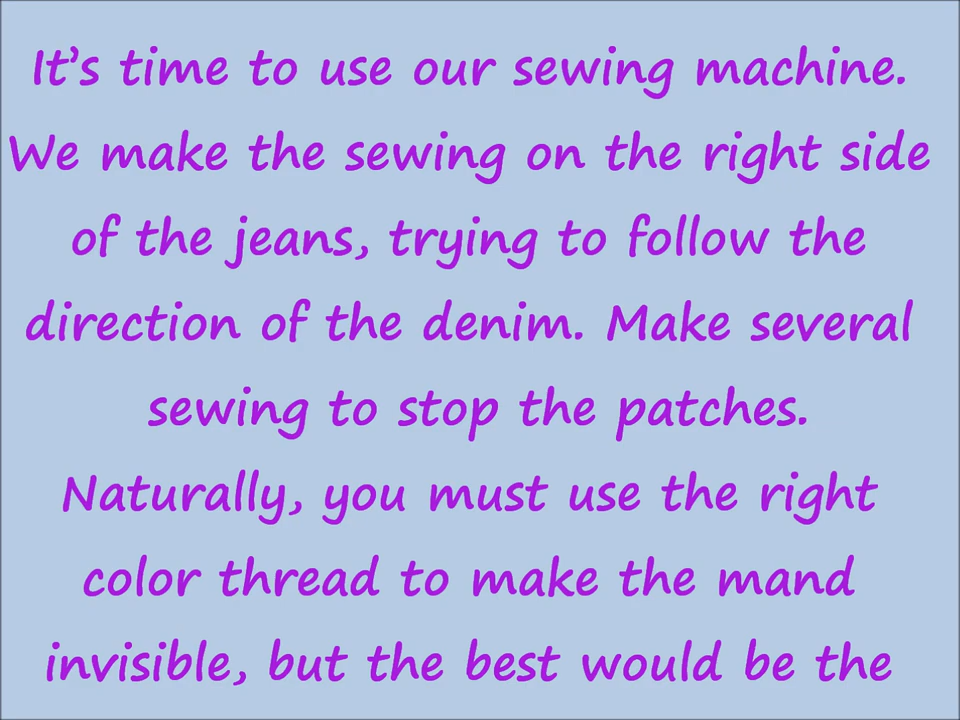 It’s time to use our sewing machine.
We make the sewing on the right side
of the jeans, trying to follow the
direction of the denim. Make several
sewing to stop the patches.
Naturally, you must use the right
color thread to make the mand
invisible, but the best would be the